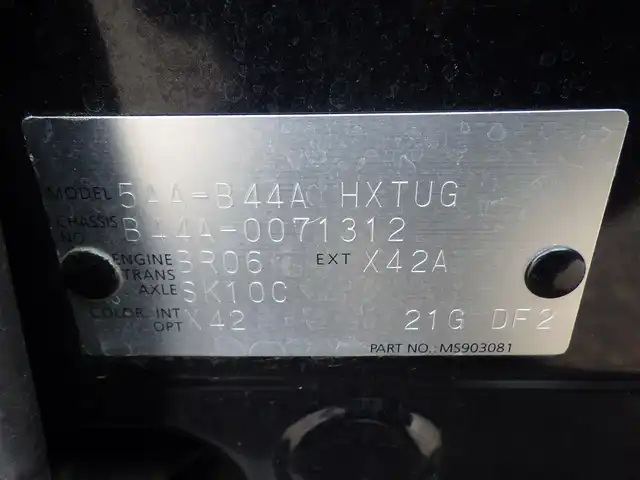 MODEL 5AA-B44A HXTUG
CHASSIS NO. B44A-0071312
ENGINE BR06 EXT X42A
TRANS
AXLE SK10C
COLOR, INT X42
OPT 21G DF2
PART NO.: MS903081